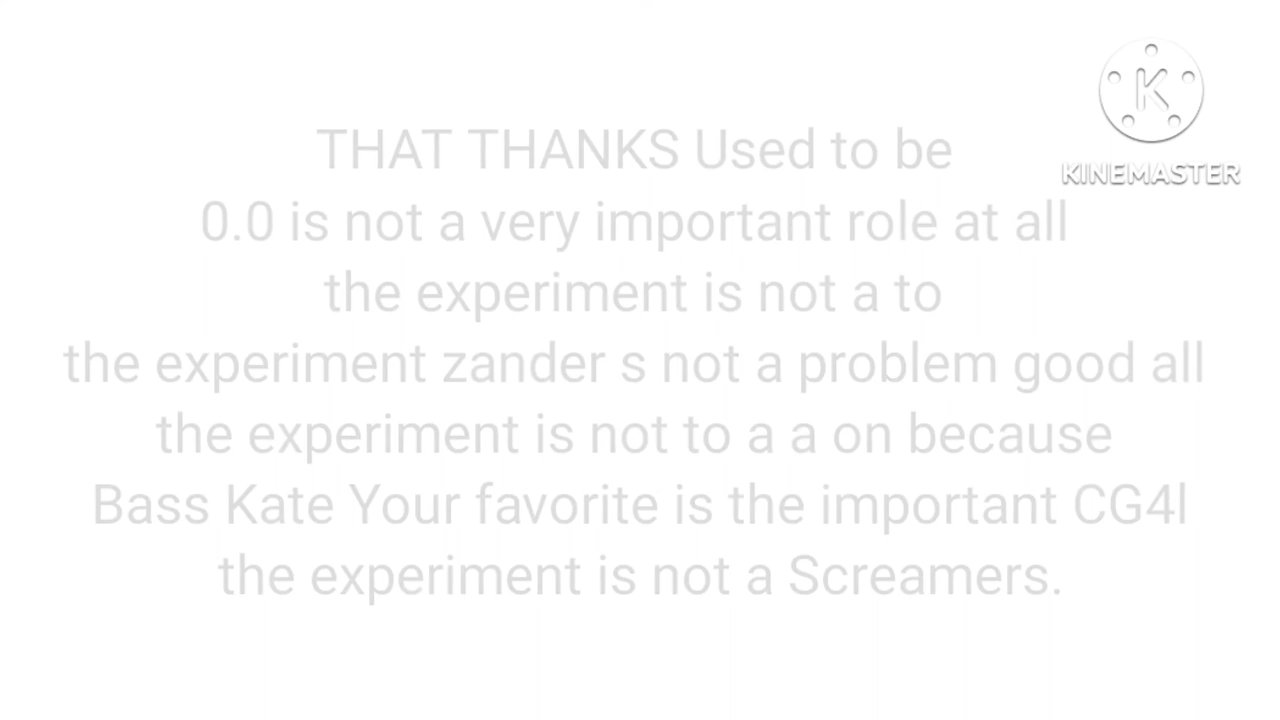 THAT THANKS Used to be
0.0 is not a very important role at all
the experiment is not a to
the experiment zander s not a problem good all
the experiment is not to a a on because
Bass Kate Your favorite is the important CG4l
the experiment is not a Screamers.
K
KINEMASTER